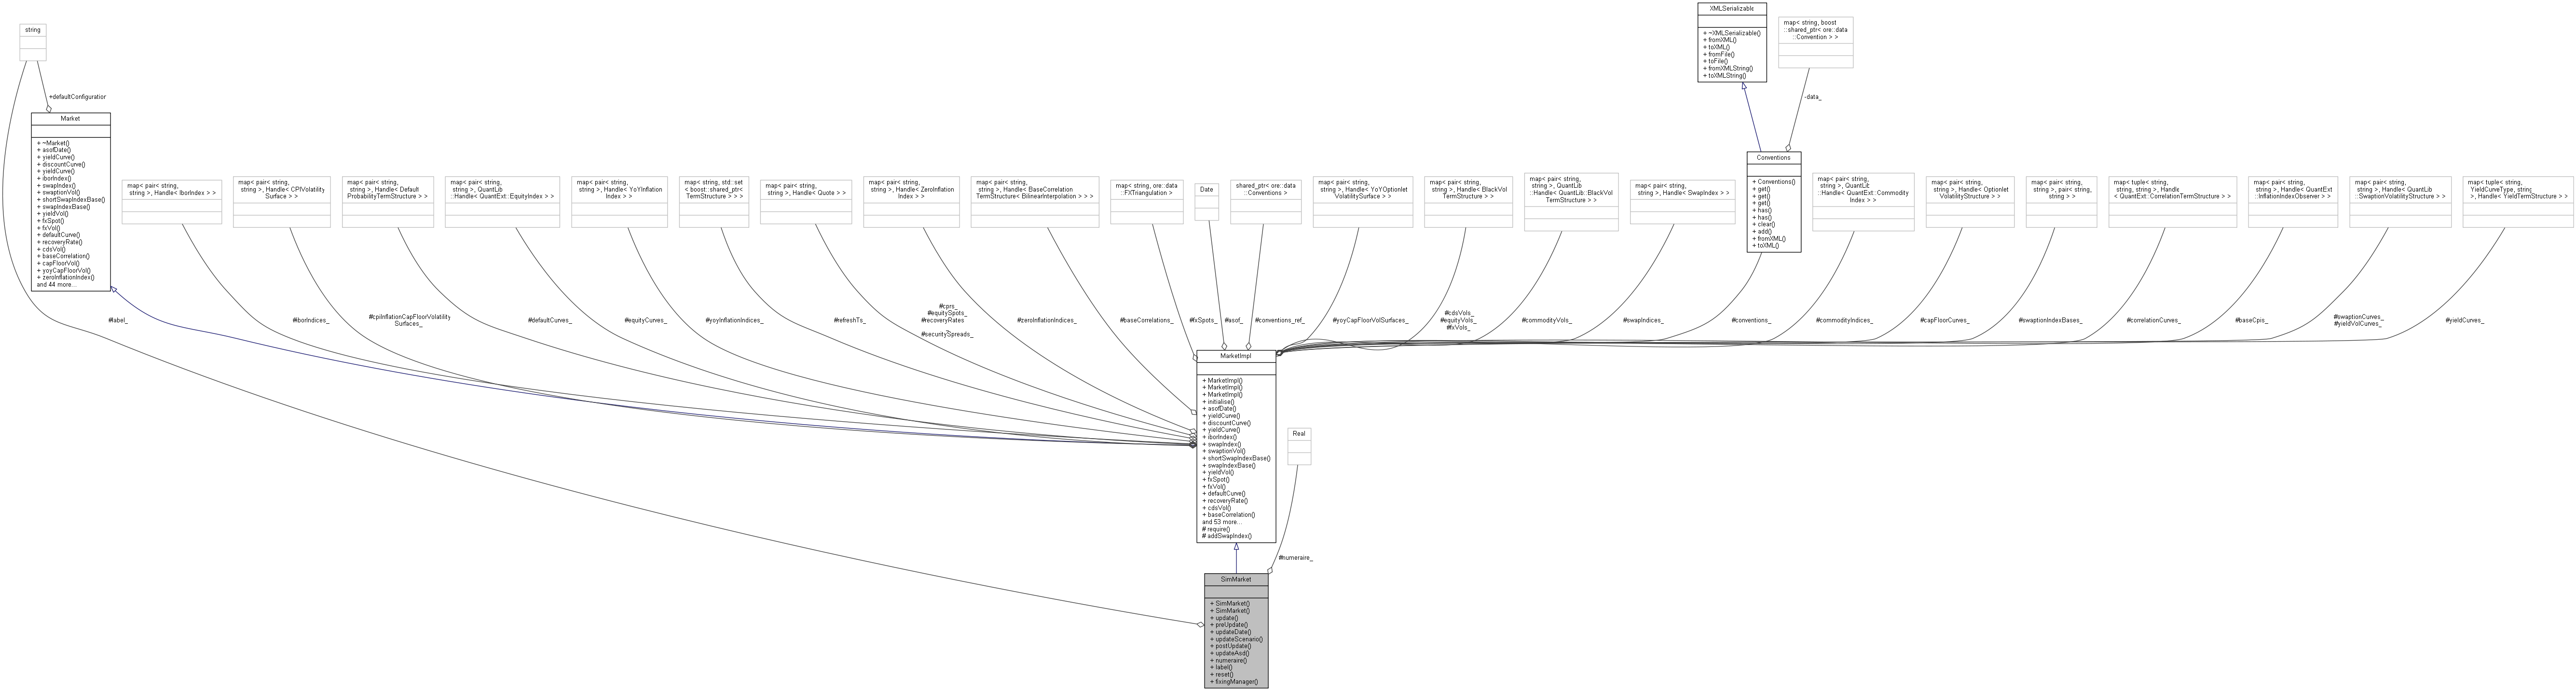 string
+defaultConfiguration
Market
+ ~Market()
+ asofDate()
+ yieldCurve()
+ discountCurve()
+ yieldCurve()
+ iborIndex()
+ swapIndex()
+ swaptionVol()
+ shortSwapIndexBase()
+ swapIndexBase()
+ yieldVol()
+ fxSpot()
+ fxVol()
+ defaultCurve()
+ recoveryRate()
+ cdsVol()
+ baseCorrelation()
+ capFloorVol()
+ yoyCapFloorVol()
+ zeroInflationIndex()
and 44 more...
XMLSerializable
+ ~XMLSerializable()
+ fromXML()
+ toXML()
+ fromFile()
+ toFile()
+ fromXMLString()
+ toXMLString()
map< string, boost
::shared_ptr< ore::data
::Convention > >
-data_
Conventions
+ Conventions()
+ get()
+ get()
+ get()
+ has()
+ has()
+ clear()
+ add()
+ fromXML()
+ toXML()
map< pair< string,
string >, Handle< IborIndex > >
map< pair< string,
string >, Handle< CPIVolatility
Surface > >
map< pair< string,
string >, Handle< Default
ProbabilityTermStructure > >
map< pair< string,
string >, QuantLib
::Handle< QuantExt::EquityIndex > >
map< pair< string,
string >, Handle< YoYInflation
Index > >
map< string, std::set
< boost::shared_ptr<
TermStructure > > >
map< pair< string,
string >, Handle< Quote > >
map< pair< string,
string >, Handle< ZeroInflation
Index > >
map< pair< string,
string >, Handle< BaseCorrelation
TermStructure< BilinearInterpolation > > >
map< string, ore::data
::FXTriangulation >
Date
shared_ptr< ore::data
::Conventions >
map< pair< string,
string >, Handle< YoYOptionlet
VolatilitySurface > >
map< pair< string,
string >, Handle< BlackVol
TermStructure > >
map< pair< string,
string >, QuantLib
::Handle< QuantLib::BlackVol
TermStructure > >
map< pair< string,
string >, Handle< SwapIndex > >
map< pair< string,
string >, QuantLib
::Handle< QuantExt::Commodity
Index > >
map< pair< string,
string >, Handle< Optionlet
VolatilityStructure > >
map< pair< string,
string >, pair< string,
string > >
map< tuple< string,
string, string >, Handle
< QuantExt::CorrelationTermStructure > >
map< pair< string,
string >, Handle< QuantExt
::InflationIndexObserver > >
map< pair< string,
string >, Handle< QuantLib
::SwaptionVolatilityStructure > >
map< tuple< string,
YieldCurveType, string
>, Handle< YieldTermStructure > >
#label_
#iborIndices_
#cpiInflationCapFloorVolatility
Surfaces_
#defaultCurves_
#equityCurves_
#yoyInflationIndices_
#refreshTs_
#cprs_
#equitySpots_
#recoveryRates
_
#securitySpreads_
#zeroInflationIndices_
#baseCorrelations_
#fxSpots_
#asof_
#conventions_ref_
#yoyCapFloorVolSurfaces_
#cdsVols_
#equityVols_
#fxVols_
#commodityVols_
#swapIndices_
#conventions_
#commodityIndices_
#capFloorCurves_
#swaptionIndexBases_
#correlationCurves_
#baseCpis_
#swaptionCurves_
#yieldVolCurves_
#yieldCurves_
MarketImpl
+ MarketImpl()
+ MarketImpl()
+ MarketImpl()
+ initialise()
+ asofDate()
+ yieldCurve()
+ discountCurve()
+ yieldCurve()
+ iborIndex()
+ swapIndex()
+ swaptionVol()
+ shortSwapIndexBase()
+ swapIndexBase()
+ yieldVol()
+ fxSpot()
+ fxVol()
+ defaultCurve()
+ recoveryRate()
+ cdsVol()
+ baseCorrelation()
and 53 more...
# require()
# addSwapIndex()
Real
#numeraire_
SimMarket
+ SimMarket()
+ SimMarket()
+ update()
+ preUpdate()
+ updateDate()
+ updateScenario()
+ postUpdate()
+ updateAsd()
+ numeraire()
+ label()
+ reset()
+ fixingManager()